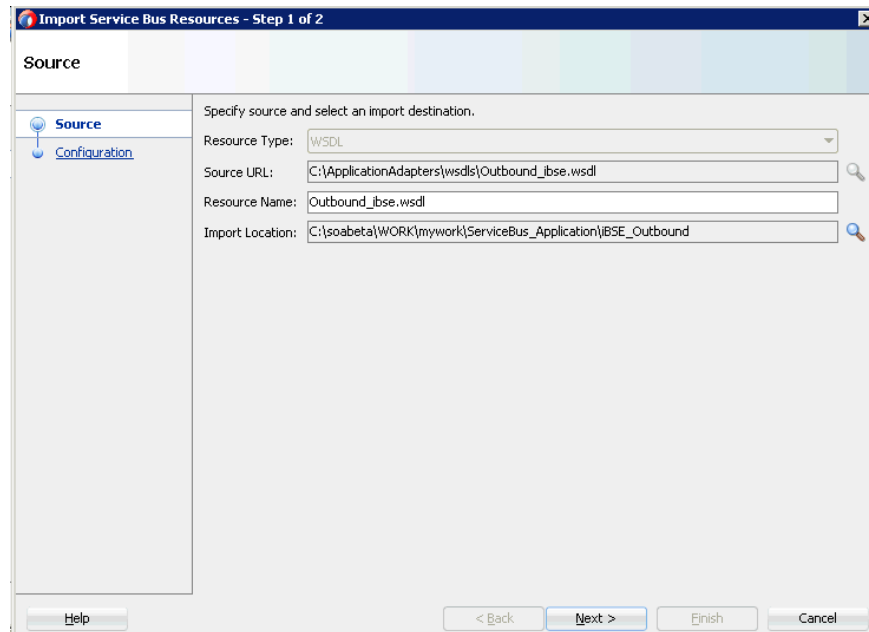 Import Service Bus Resources - Step 1 of 2
Source
Source
Configuration
Specify source and select an import destination.
Resource Type: WSDL
Source URL: C:\ApplicationAdapters\wsdls\Outbound_ibse.wsdl
Resource Name: Outbound_ibse.wsdl
Import Location: C:\soabeta\WORK\mywork\ServiceBus_Application\iBSE_Outbound
Help < Back Next > Finish Cancel